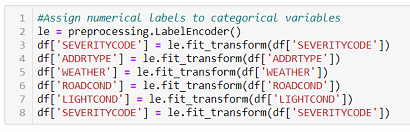 1 #Assign numerical labels to categorical variables
2 le = preprocessing.LabelEncoder()
3 df['SEVERITYCODE'] = le.fit_transform(df['SEVERITYCODE'])
4 df['ADDRTYPE'] = le.fit_transform(df['ADDRTYPE'])
5 df['WEATHER'] = le.fit_transform(df['WEATHER'])
6 df['ROADCOND'] = le.fit_transform(df['ROADCOND'])
7 df['LIGHTCOND'] = le.fit_transform(df['LIGHTCOND'])
8 df['SEVERITYCODE'] = le.fit_transform(df['SEVERITYCODE'])